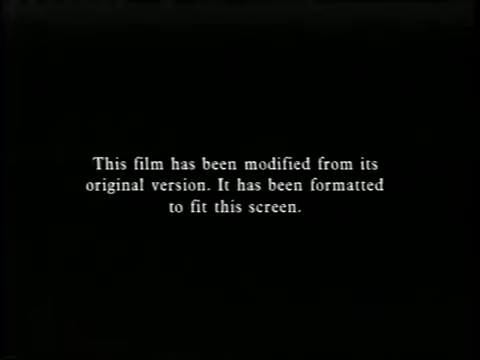 This film has been modified from its
original version. It has been formatted
to fit this screen.